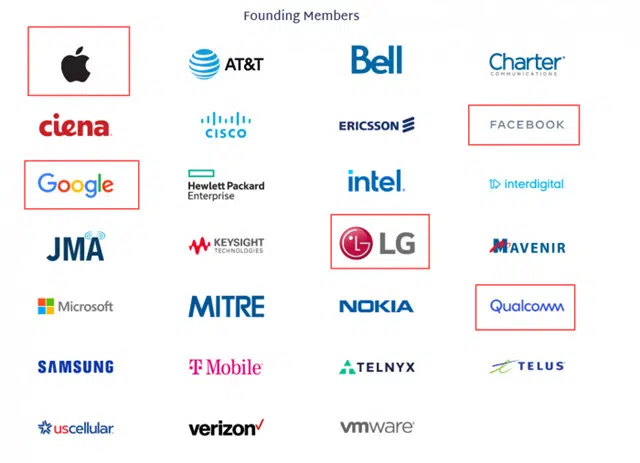 Founding Members
AT&T
Bell
Charter
COMMUNICATIONS
ciena
CISCO
ERICSSON
FACEBOOK
Google
Hewlett Packard
Enterprise
intel.
interdigital
JMA
KEYSIGHT
TECHNOLOGIES
LG
MAVENIR
Microsoft
MITRE
NOKIA
Qualcomm
SAMSUNG
T Mobile
TELNYX
TELUS
uscellular
verizon
vmware